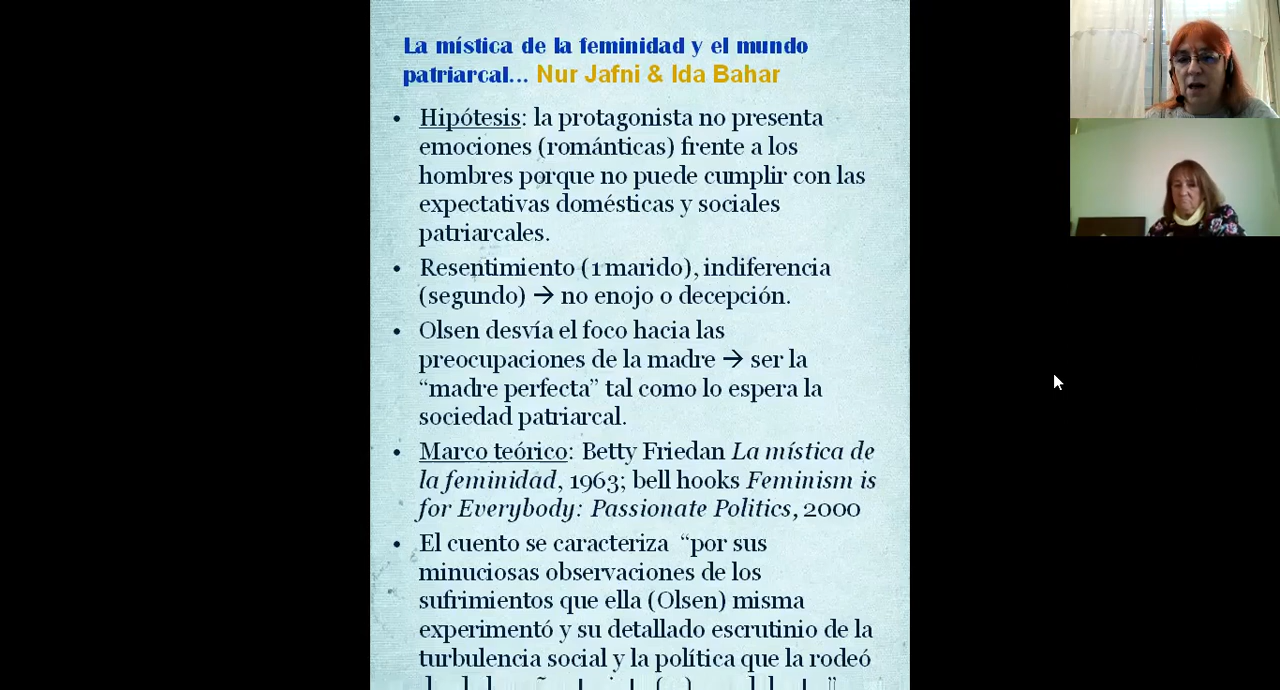 La mística de la feminidad y el mundo
patriarcal... Nur Jafni & Ida Bahar
• Hipótesis: la protagonista no presenta
emociones (románticas) frente a los
hombres porque no puede cumplir con las
expectativas domésticas y sociales
patriarcales.
• Resentimiento (1 marido), indiferencia
(segundo) → no enojo o decepción.
• Olsen desvía el foco hacia las
preocupaciones de la madre → ser la
“madre perfecta” tal como lo espera la
sociedad patriarcal.
• Marco teórico: Betty Friedan La mística de
la feminidad, 1963; bell hooks Feminism is
for Everybody: Passionate Politics, 2000
• El cuento se caracteriza “por sus
minuciosas observaciones de los
sufrimientos que ella (Olsen) misma
experimentó y su detallado escrutinio de la
turbulencia social y la política que la rodeó